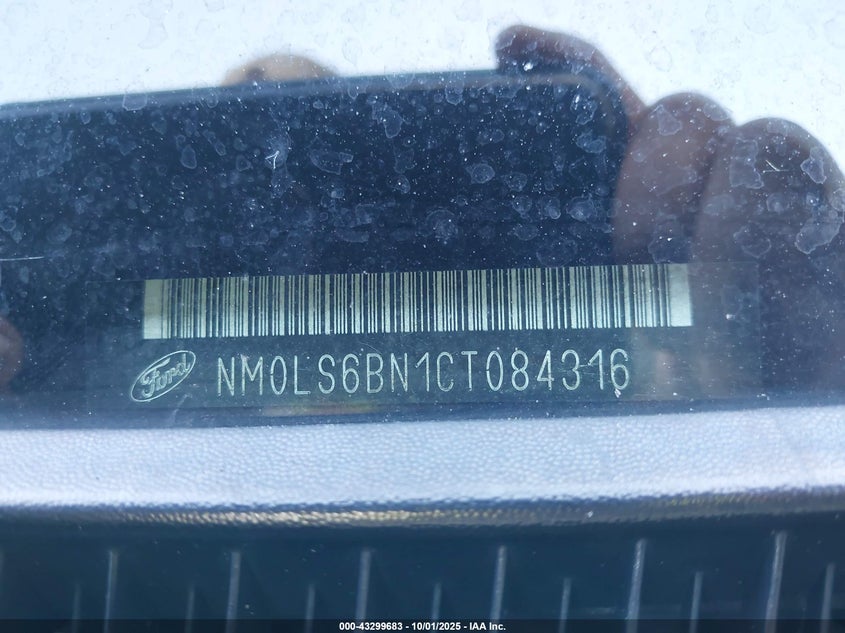 Ford NM0LS6BN1CT084316
000-43299683 - 10/01/2025 - IAA Inc.